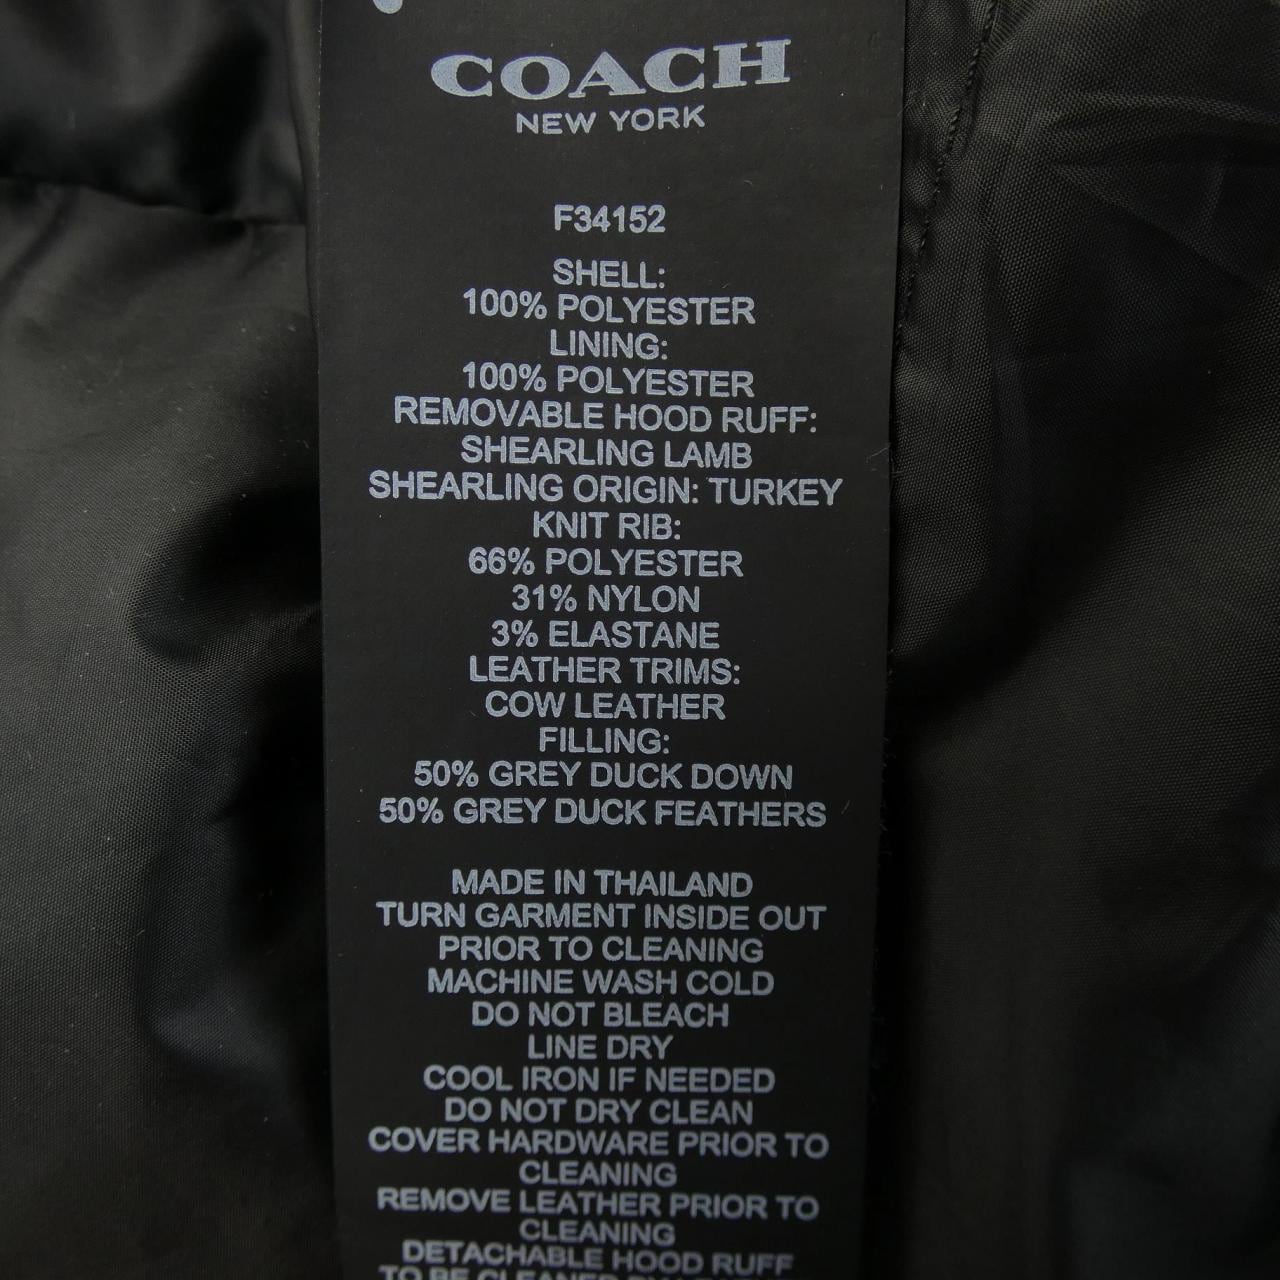 COACH
NEW YORK
F34152
SHELL:
100% POLYESTER
LINING:
100% POLYESTER
REMOVABLE HOOD RUFF:
SHEARLING LAMB
SHEARLING ORIGIN: TURKEY
KNIT RIB:
66% POLYESTER
31% NYLON
3% ELASTANE
LEATHER TRIMS:
COW LEATHER
FILLING:
50% GREY DUCK DOWN
50% GREY DUCK FEATHERS
MADE IN THAILAND
TURN GARMENT INSIDE OUT
PRIOR TO CLEANING
MACHINE WASH COLD
DO NOT BLEACH
LINE DRY
COOL IRON IF NEEDED
DO NOT DRY CLEAN
COVER HARDWARE PRIOR TO
CLEANING
REMOVE LEATHER PRIOR TO
CLEANING
DETACHABLE HOOD RUFF
TO BE CLEANED BY